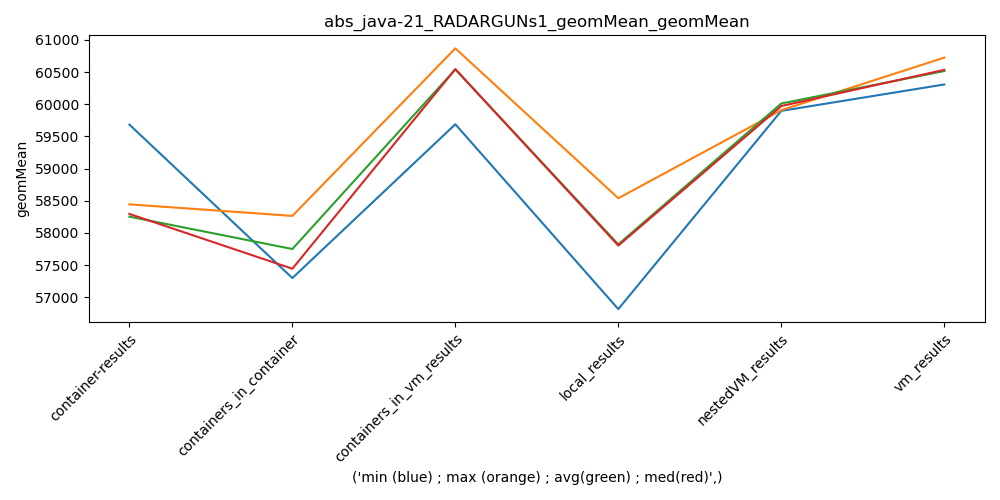 abs_java-21_RADARGUNs1_geomMean_geomMean
geomMean
61000
60500
60000
59500
59000
58500
58000
57500
57000
container-results
containers_in_container
containers_in_vm_results
local_results
nestedVM_results
vm_results
('min (blue) ; max (orange) ; avg(green) ; med(red)',)